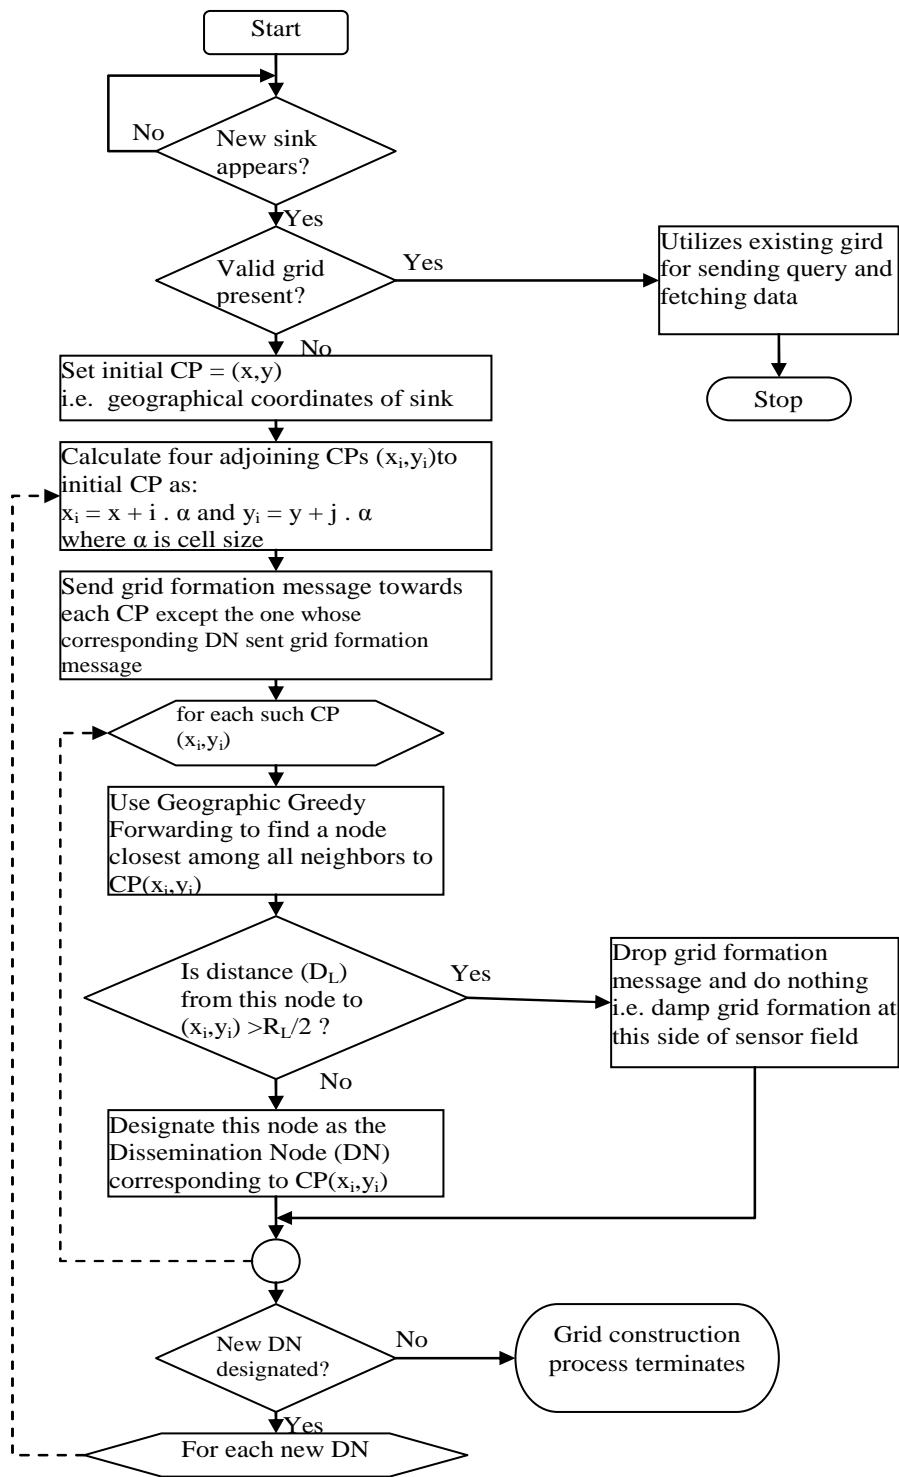 Start
No
New sink
appears?
Yes
Valid grid
present?
Yes
Utilizes existing gird
for sending query and
fetching data
Stop
No
Set initial CP = (x,y)
i.e. geographical coordinates of sink
Calculate four adjoining CPs (xᵢ,yᵢ)to
initial CP as:
xᵢ = x + i . α and yᵢ = y + j . α
where α is cell size
Send grid formation message towards
each CP except the one whose
corresponding DN sent grid formation
message
for each such CP
(xᵢ,yᵢ)
Use Geographic Greedy
Forwarding to find a node
closest among all neighbors to
CP(xᵢ,yᵢ)
Is distance (D_L)
from this node to
(xᵢ,yᵢ) >R_L/2 ?
Yes
Drop grid formation
message and do nothing
i.e. damp grid formation at
this side of sensor field
No
Designate this node as the
Dissemination Node (DN)
corresponding to CP(xᵢ,yᵢ)
New DN
designated?
No
Grid construction
process terminates
Yes
For each new DN